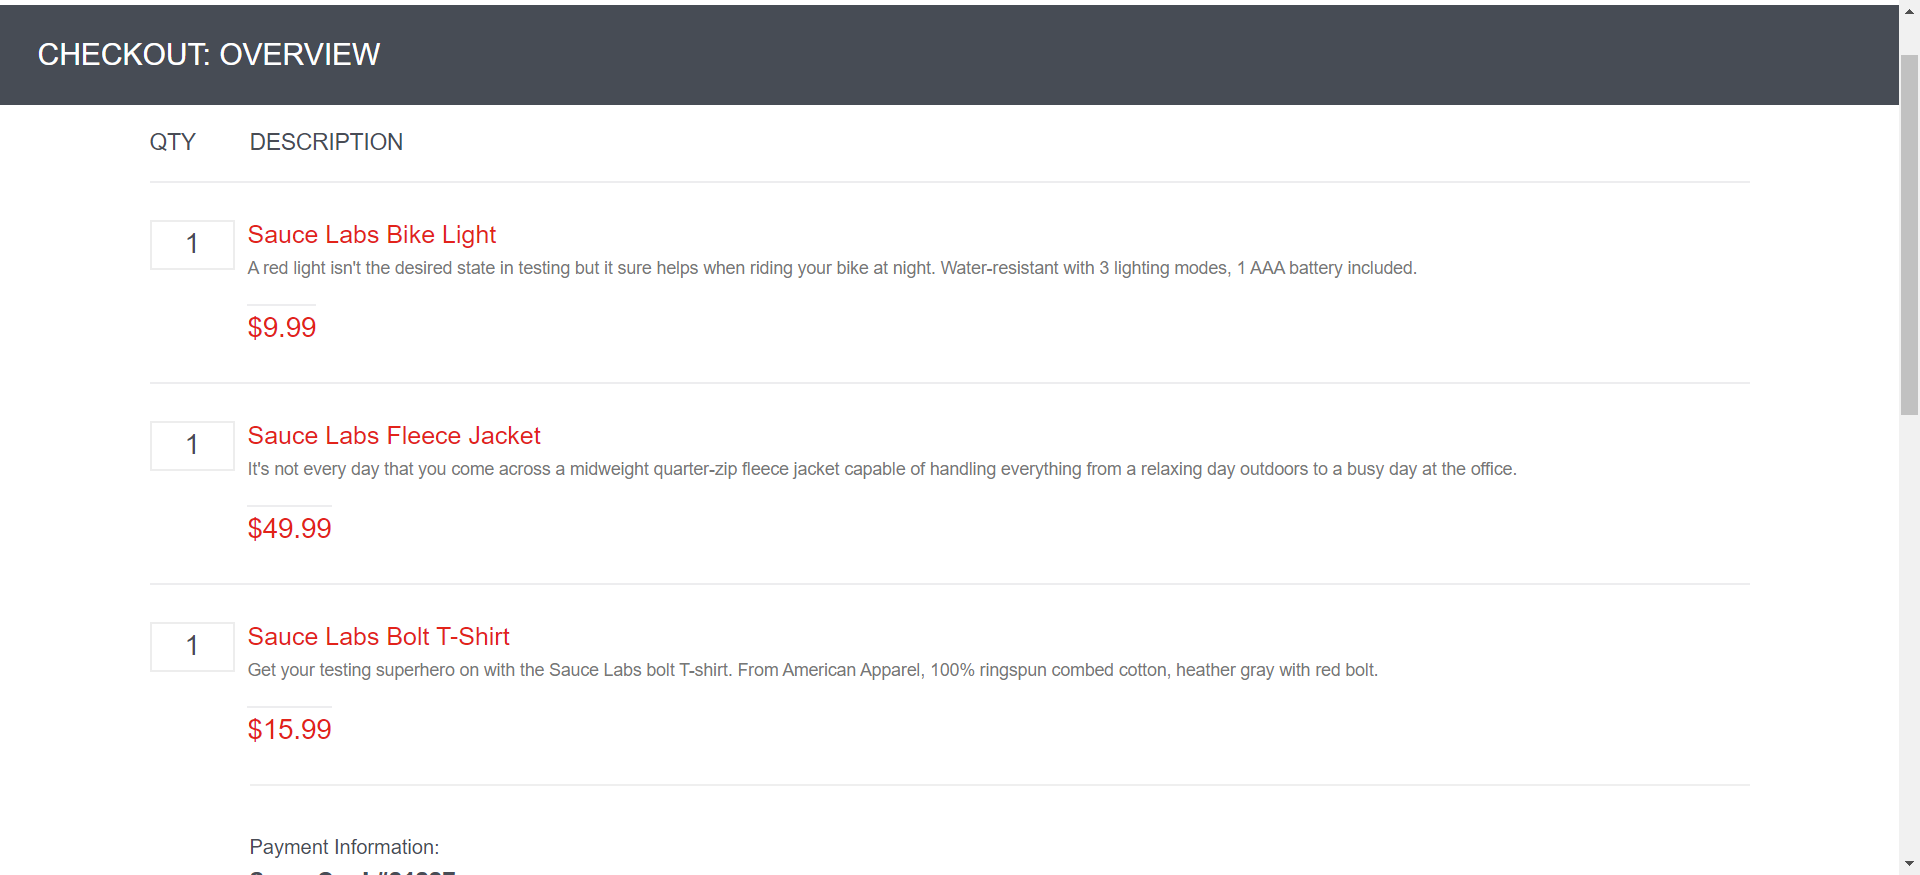 CHECKOUT: OVERVIEW
QTY DESCRIPTION
1 Sauce Labs Bike Light
A red light isn't the desired state in testing but it sure helps when riding your bike at night. Water-resistant with 3 lighting modes, 1 AAA battery included.
$9.99
1 Sauce Labs Fleece Jacket
It's not every day that you come across a midweight quarter-zip fleece jacket capable of handling everything from a relaxing day outdoors to a busy day at the office.
$49.99
1 Sauce Labs Bolt T-Shirt
Get your testing superhero on with the Sauce Labs bolt T-shirt. From American Apparel, 100% ringspun combed cotton, heather gray with red bolt.
$15.99
Payment Information: